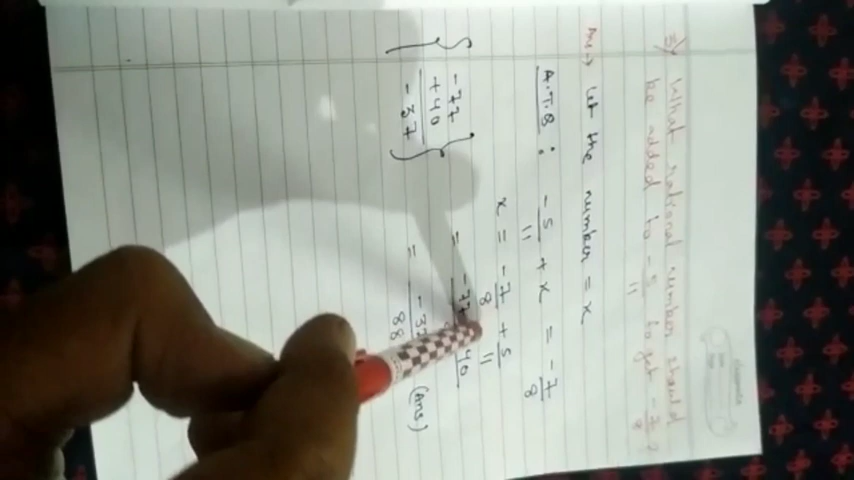 3) What rational number should
be added to -5/11 to get -7/8?
Ans → Let the number = x
A.T.Q : -5/11 + x = -7/8
x = -7/8 + 5/11
= -77 40
= -37/88 (Ans)
{ -77
+40
-37 }